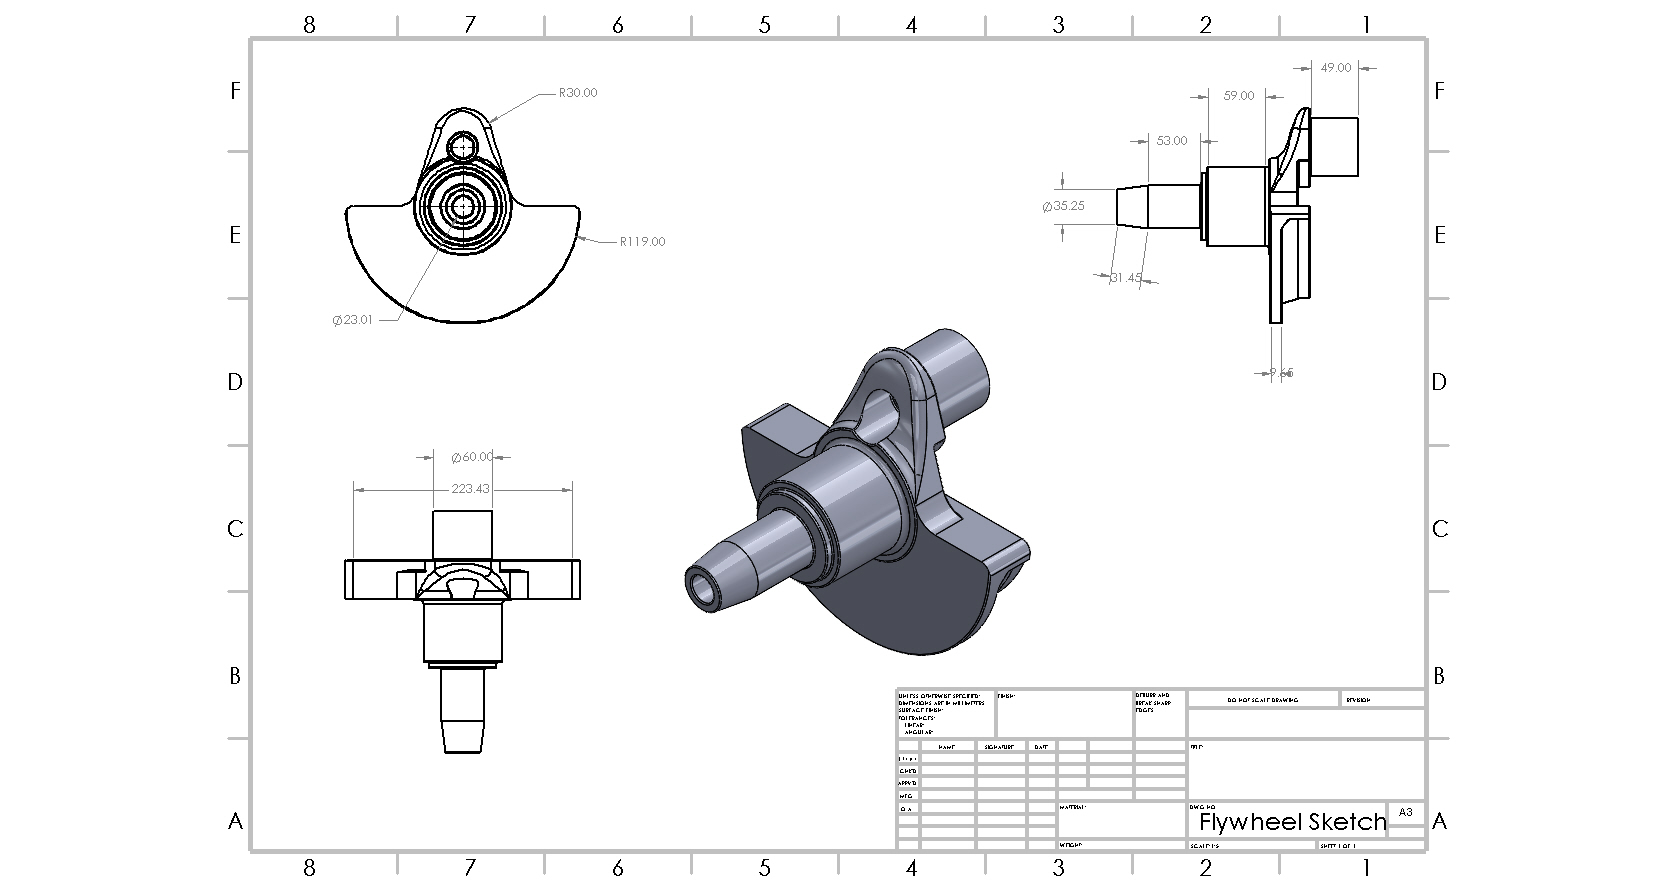 8 7 6 5 4 3 2 1
F F
R30.00
49.00
59.00
53.00
Ø35.25
31.45
9.65
E E
R119.00
Ø23.01
D D
Ø60.00
223.43
C C
B B
UNLESS OTHERWISE SPECIFIED:
DIMENSIONS ARE IN MILLIMETERS
SURFACE FINISH:
TOLERANCES:
LINEAR:
ANGULAR:
FINISH:
DEBURR AND
BREAK SHARP
EDGES
DO NOT SCALE DRAWING
REVISION
NAME
SIGNATURE
DATE
TITLE:
CHK'D
APPV'D
MFG
Q.A
MATERIAL:
DWG NO.
Flywheel Sketch
A3
WEIGHT:
SCALE:1:5
SHEET 1 OF 1
A A
8 7 6 5 4 3 2 1